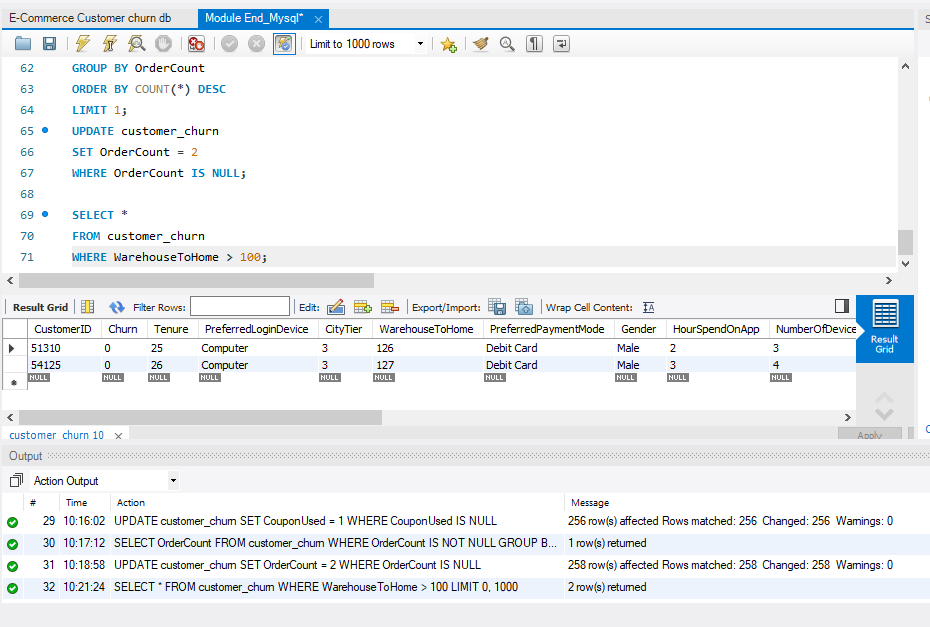 E-Commerce Customer churn db Module End_Mysql* S
Limit to 1000 rows
62 GROUP BY OrderCount
63 ORDER BY COUNT(*) DESC
64 LIMIT 1;
65 UPDATE customer_churn
66 SET OrderCount = 2
67 WHERE OrderCount IS NULL;
68
69 SELECT *
70 FROM customer_churn
71 WHERE WarehouseToHome > 100;
Result Grid Filter Rows: Edit: Export/Import: Wrap Cell Content:
CustomerID Churn Tenure PreferredLoginDevice CityTier WarehouseToHome PreferredPaymentMode Gender HourSpendOnApp NumberOfDevice
51310 0 25 Computer 3 126 Debit Card Male 2 3
54125 0 26 Computer 3 127 Debit Card Male 3 4
NULL NULL NULL NULL NULL NULL NULL NULL NULL NULL
Result
Grid
customer_churn 10 Apply
Output
Action Output
# Time Action Message
29 10:16:02 UPDATE customer_churn SET CouponUsed = 1 WHERE CouponUsed IS NULL 256 row(s) affected Rows matched: 256 Changed: 256 Warnings: 0
30 10:17:12 SELECT OrderCount FROM customer_churn WHERE OrderCount IS NOT NULL GROUP B... 1 row(s) returned
31 10:18:58 UPDATE customer_churn SET OrderCount = 2 WHERE OrderCount IS NULL 258 row(s) affected Rows matched: 258 Changed: 258 Warnings: 0
32 10:21:24 SELECT * FROM customer_churn WHERE WarehouseToHome > 100 LIMIT 0, 1000 2 row(s) returned